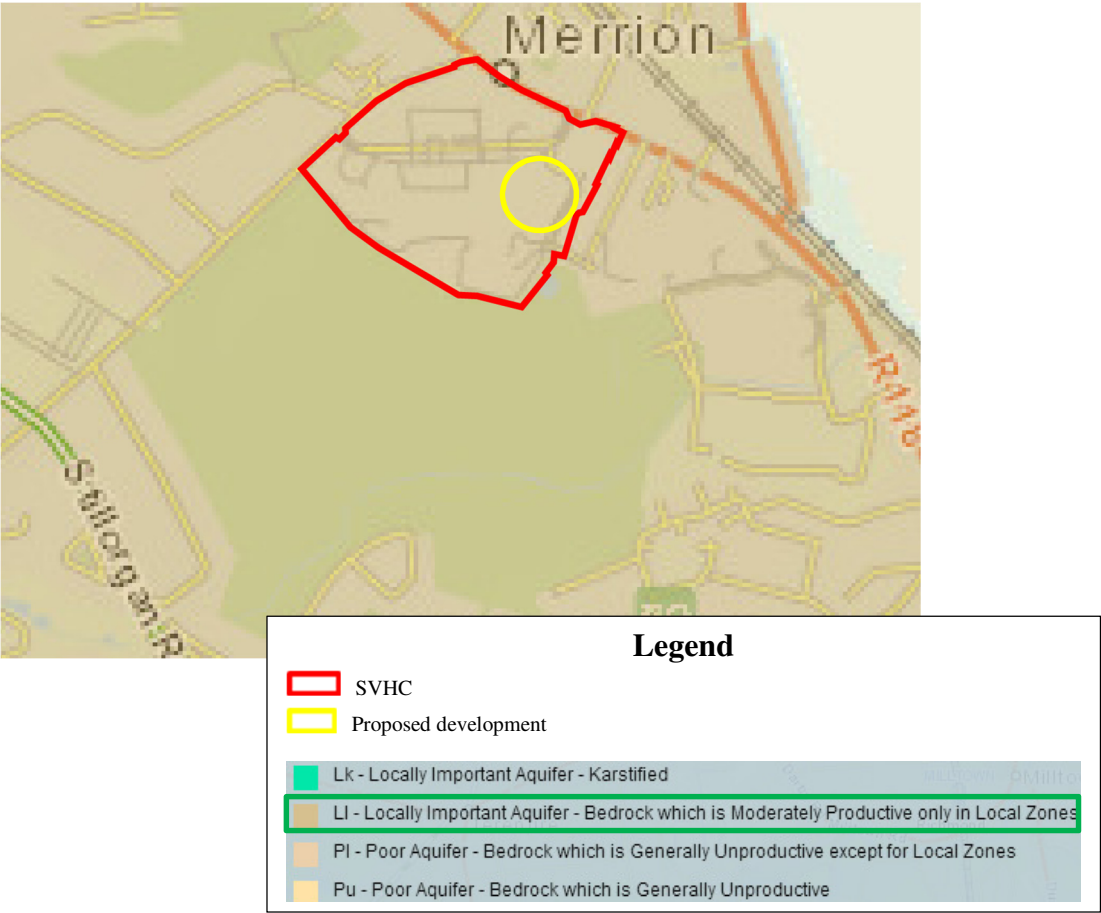 Merrion
R118
Stillorgan R
Legend
SVHC
Proposed development
Lk - Locally Important Aquifer - Karstified
Ll - Locally Important Aquifer - Bedrock which is Moderately Productive only in Local Zones
Pl - Poor Aquifer - Bedrock which is Generally Unproductive except for Local Zones
Pu - Poor Aquifer - Bedrock which is Generally Unproductive